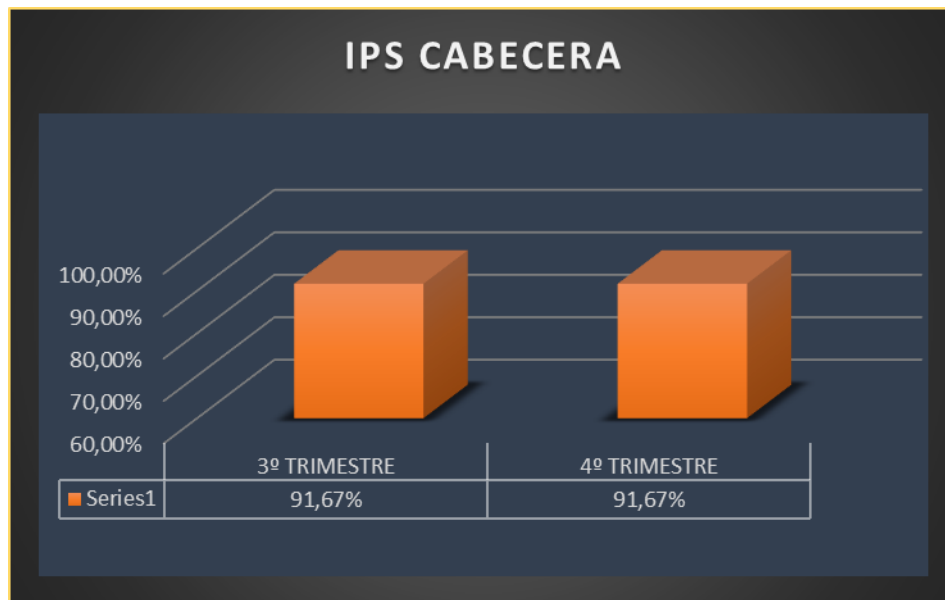 IPS CABECERA
100,00%
90,00%
80,00%
70,00%
60,00%
3º TRIMESTRE 4º TRIMESTRE
Series1 91,67% 91,67%